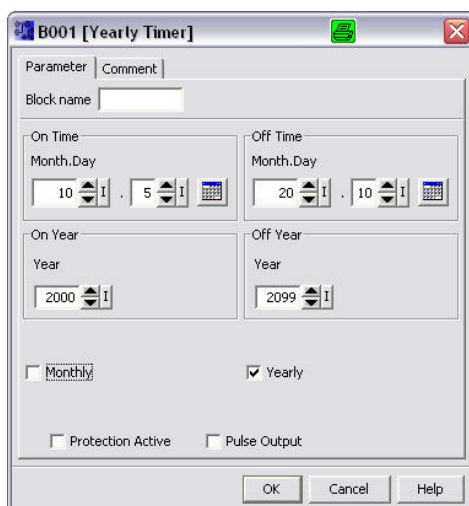 B001 [Yearly Timer]
Parameter Comment
Block name
On Time Off Time
Month.Day Month.Day
10 I . 5 I 20 I . 10 I
On Year Off Year
Year Year
2000 I 2099 I
Monthly Yearly
Protection Active Pulse Output
OK Cancel Help